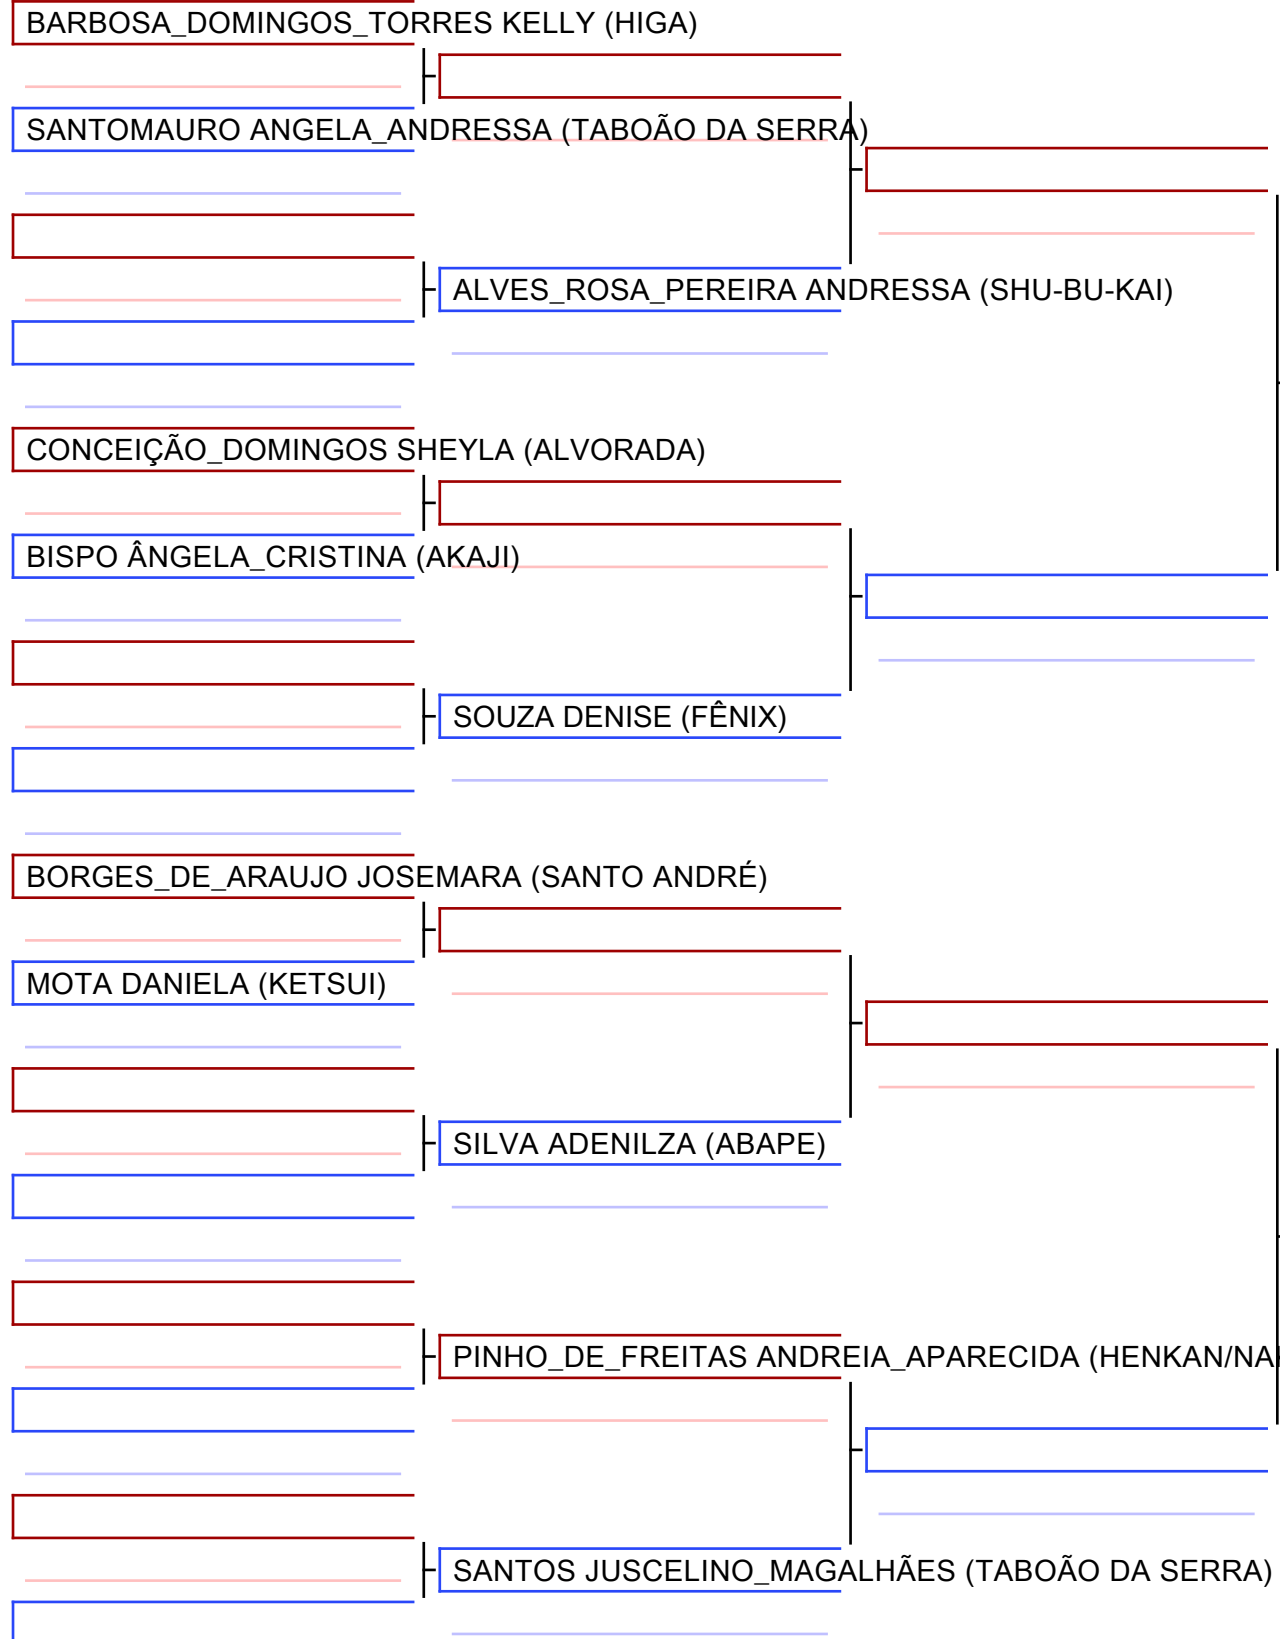 BARBOSA_DOMINGOS_TORRES KELLY (HIGA)
SANTOMAURO ANGELA_ANDRESSA (TABOÃO DA SERRA)
ALVES_ROSA_PEREIRA ANDRESSA (SHU-BU-KAI)
CONCEIÇÃO_DOMINGOS SHEYLA (ALVORADA)
BISPO ÂNGELA_CRISTINA (AKAJI)
SOUZA DENISE (FÊNIX)
BORGES_DE_ARAUJO JOSEMARA (SANTO ANDRÉ)
MOTA DANIELA (KETSUI)
SILVA ADENILZA (ABAPE)
PINHO_DE_FREITAS ANDREIA_APARECIDA (HENKAN/NA
SANTOS JUSCELINO_MAGALHÃES (TABOÃO DA SERRA)